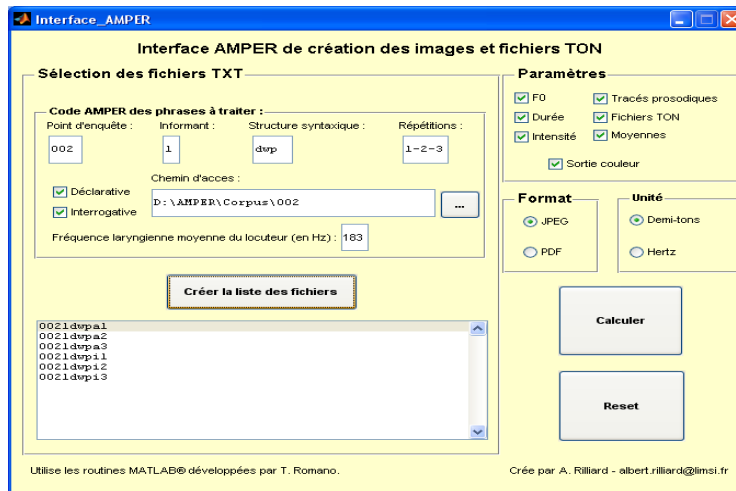 Interface_AMPER
Interface AMPER de création des images et fichiers TON
Sélection des fichiers TXT
Code AMPER des phrases à traiter :
Point d'enquête : Informant : Structure syntaxique : Répétitions :
002 1 dwp 1-2-3
Chemin d'acces :
Déclarative
D:\AMPER\Corpus\002 ...
Interrogative
Fréquence laryngienne moyenne du locuteur (en Hz) : 183
Créer la liste des fichiers
0021dwpa1
0021dwpa2
0021dwpa3
0021dwpi1
0021dwpi2
0021dwpi3
Paramètres
F0 Tracés prosodiques
Durée Fichiers TON
Intensité Moyennes
Sortie couleur
Format
JPEG
PDF
Unité
Demi-tons
Hertz
Calculer
Reset
Utilise les routines MATLAB® développées par T. Romano.
Crée par A. Rilliard - albert.rilliard@limsi.fr